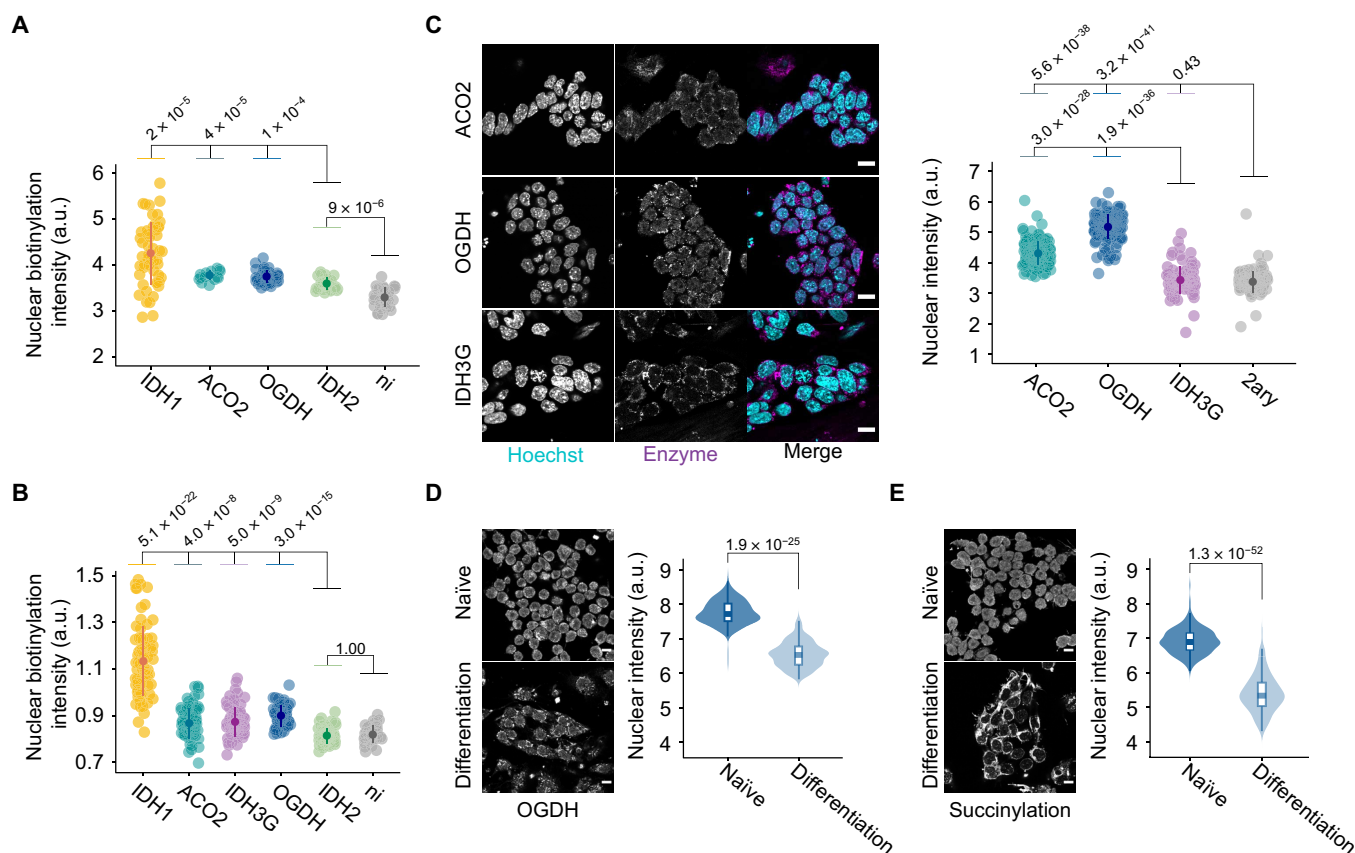 A
2 × 10⁻⁵
4 × 10⁻⁵
1 × 10⁻⁴
9 × 10⁻⁶
Nuclear biotinylation
intensity (a.u.)
6
5
4
3
2
IDH1
ACO2
OGDH
IDH2
ni
B
5.1 × 10⁻²²
4.0 × 10⁻⁸
5.0 × 10⁻⁹
3.0 × 10⁻¹⁵
1.00
Nuclear biotinylation
intensity (a.u.)
1.5
1.3
1.1
0.9
0.7
IDH1
ACO2
IDH3G
OGDH
IDH2
ni
C
ACO2
OGDH
IDH3G
Hoechst
Enzyme
Merge
5.6 × 10⁻³⁸
3.2 × 10⁻⁴¹
0.43
3.0 × 10⁻²⁸
1.9 × 10⁻³⁶
Nuclear intensity (a.u.)
7
6
5
4
3
2
1
ACO2
OGDH
IDH3G
2ary
D
Naïve
Differentiation
OGDH
1.9 × 10⁻²⁵
Nuclear intensity (a.u.)
9
8
7
6
5
4
Naïve
Differentiation
E
Naïve
Differentiation
Succinylation
1.3 × 10⁻⁵²
Nuclear intensity (a.u.)
9
8
7
6
5
4
Naïve
Differentiation